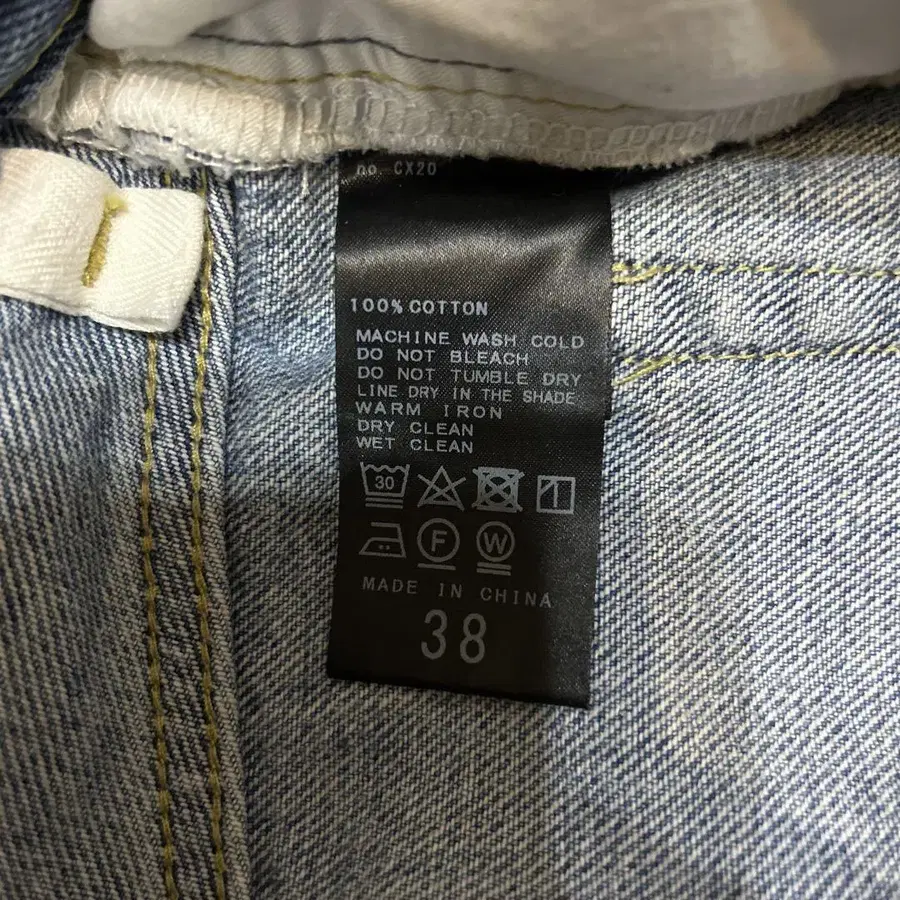 no. CX20
100% COTTON
MACHINE WASH COLD
DO NOT BLEACH
DO NOT TUMBLE DRY
LINE DRY IN THE SHADE
WARM IRON
DRY CLEAN
WET CLEAN
30
F W
MADE IN CHINA
38